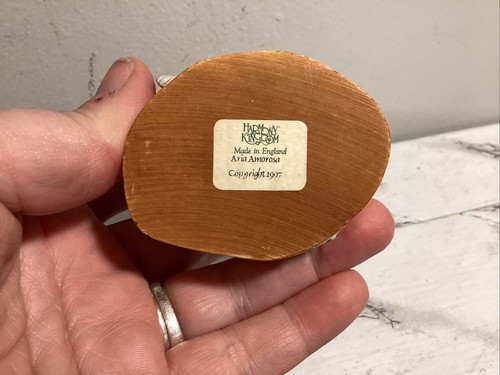 HARMONY
KINGDOM
Made in England
Aria Amorosa
Copyright 1997